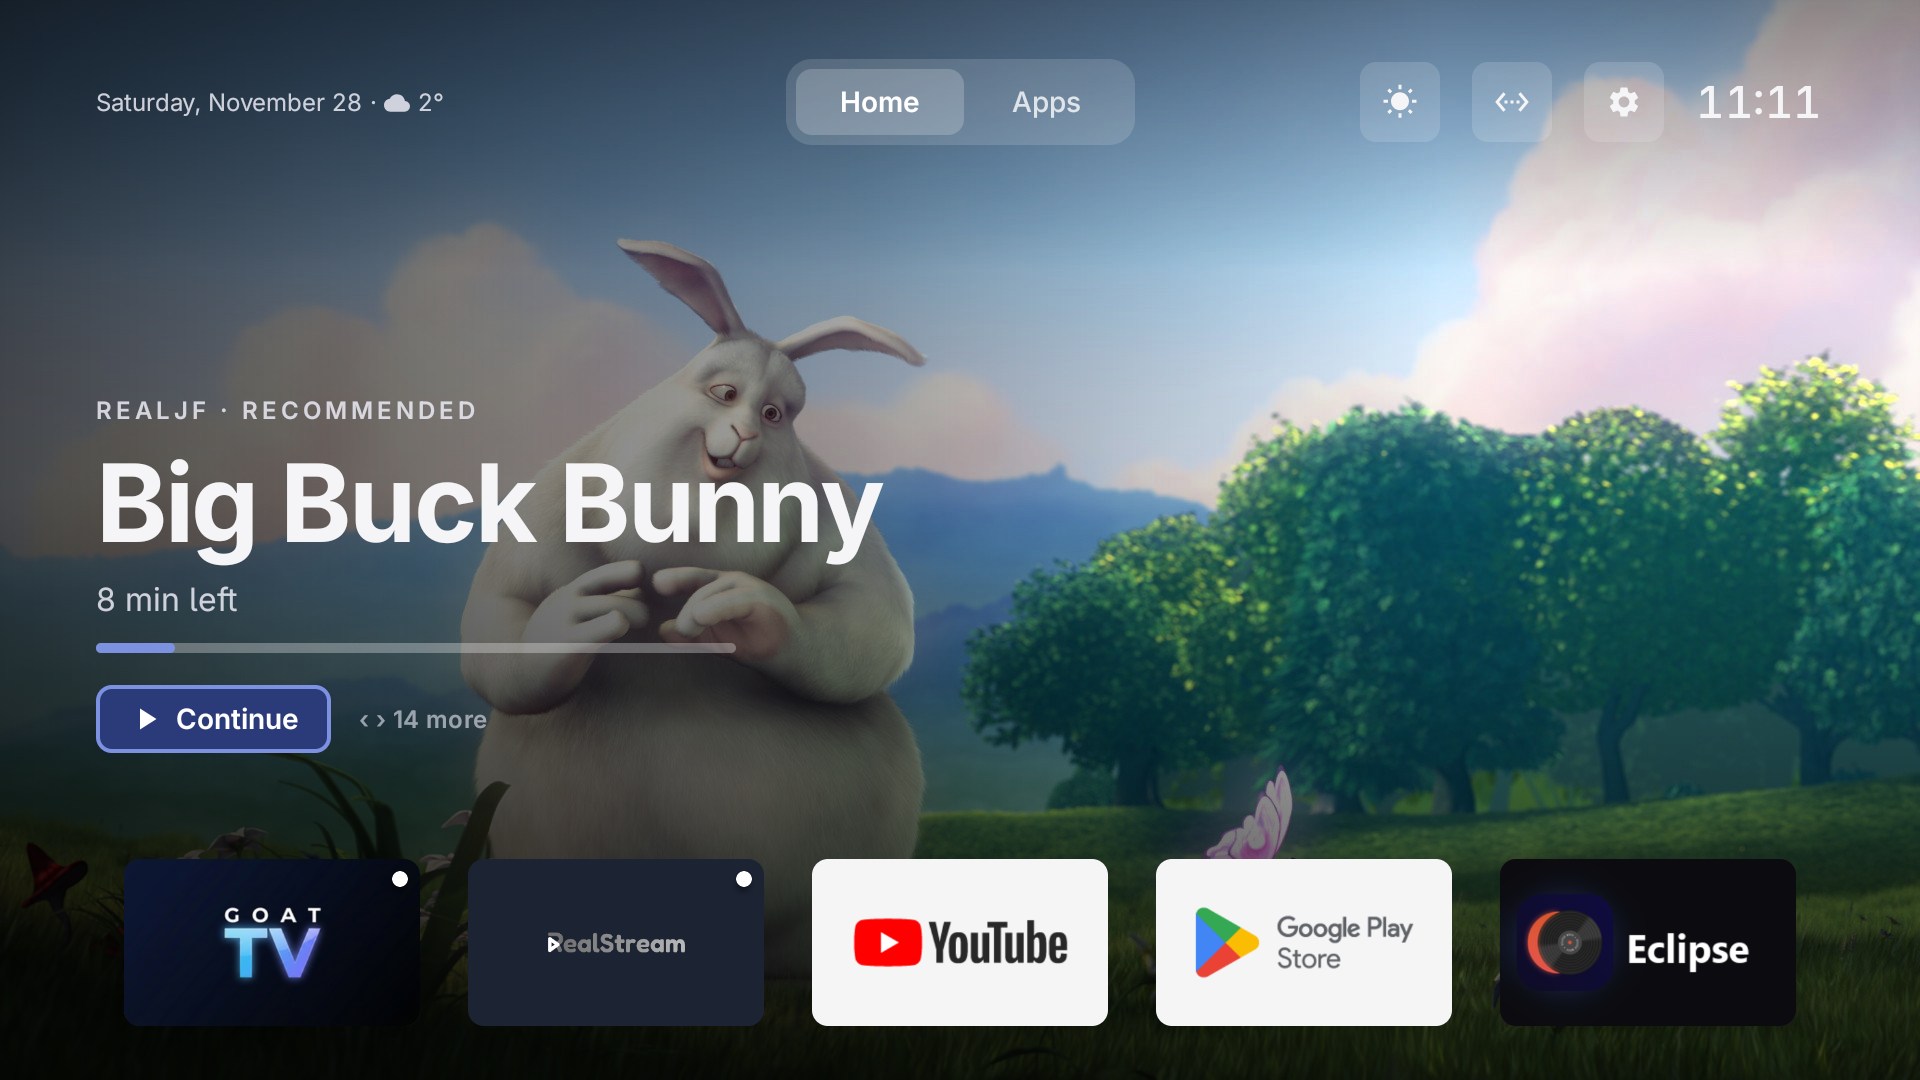 Saturday, November 28 · 2°
Home
Apps
11:11
REALJF · RECOMMENDED
Big Buck Bunny
8 min left
Continue
‹ › 14 more
GOAT
TV
RealStream
YouTube
Google Play
Store
Eclipse